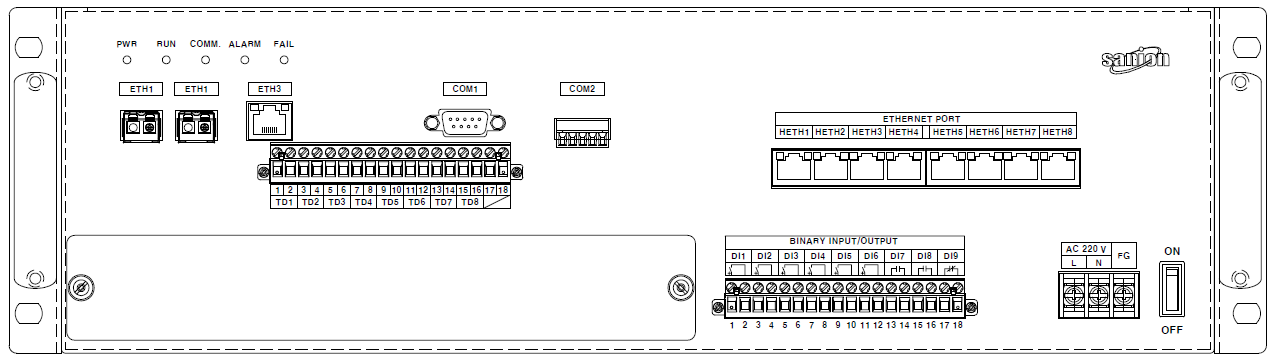 PWR RUN COMM. ALARM FAIL
sanion
ETH1 ETH1 ETH3 COM1 COM2
ETHERNET PORT
HETH1 HETH2 HETH3 HETH4 HETH5 HETH6 HETH7 HETH8
1 2 3 4 5 6 7 8 9 10 11 12 13 14 15 16 17 18
TD1 TD2 TD3 TD4 TD5 TD6 TD7 TD8
BINARY INPUT/OUTPUT
DI1 DI2 DI3 DI4 DI5 DI6 DI7 DI8 DI9
1 2 3 4 5 6 7 8 9 10 11 12 13 14 15 16 17 18
AC 220 V FG
L N
ON
OFF